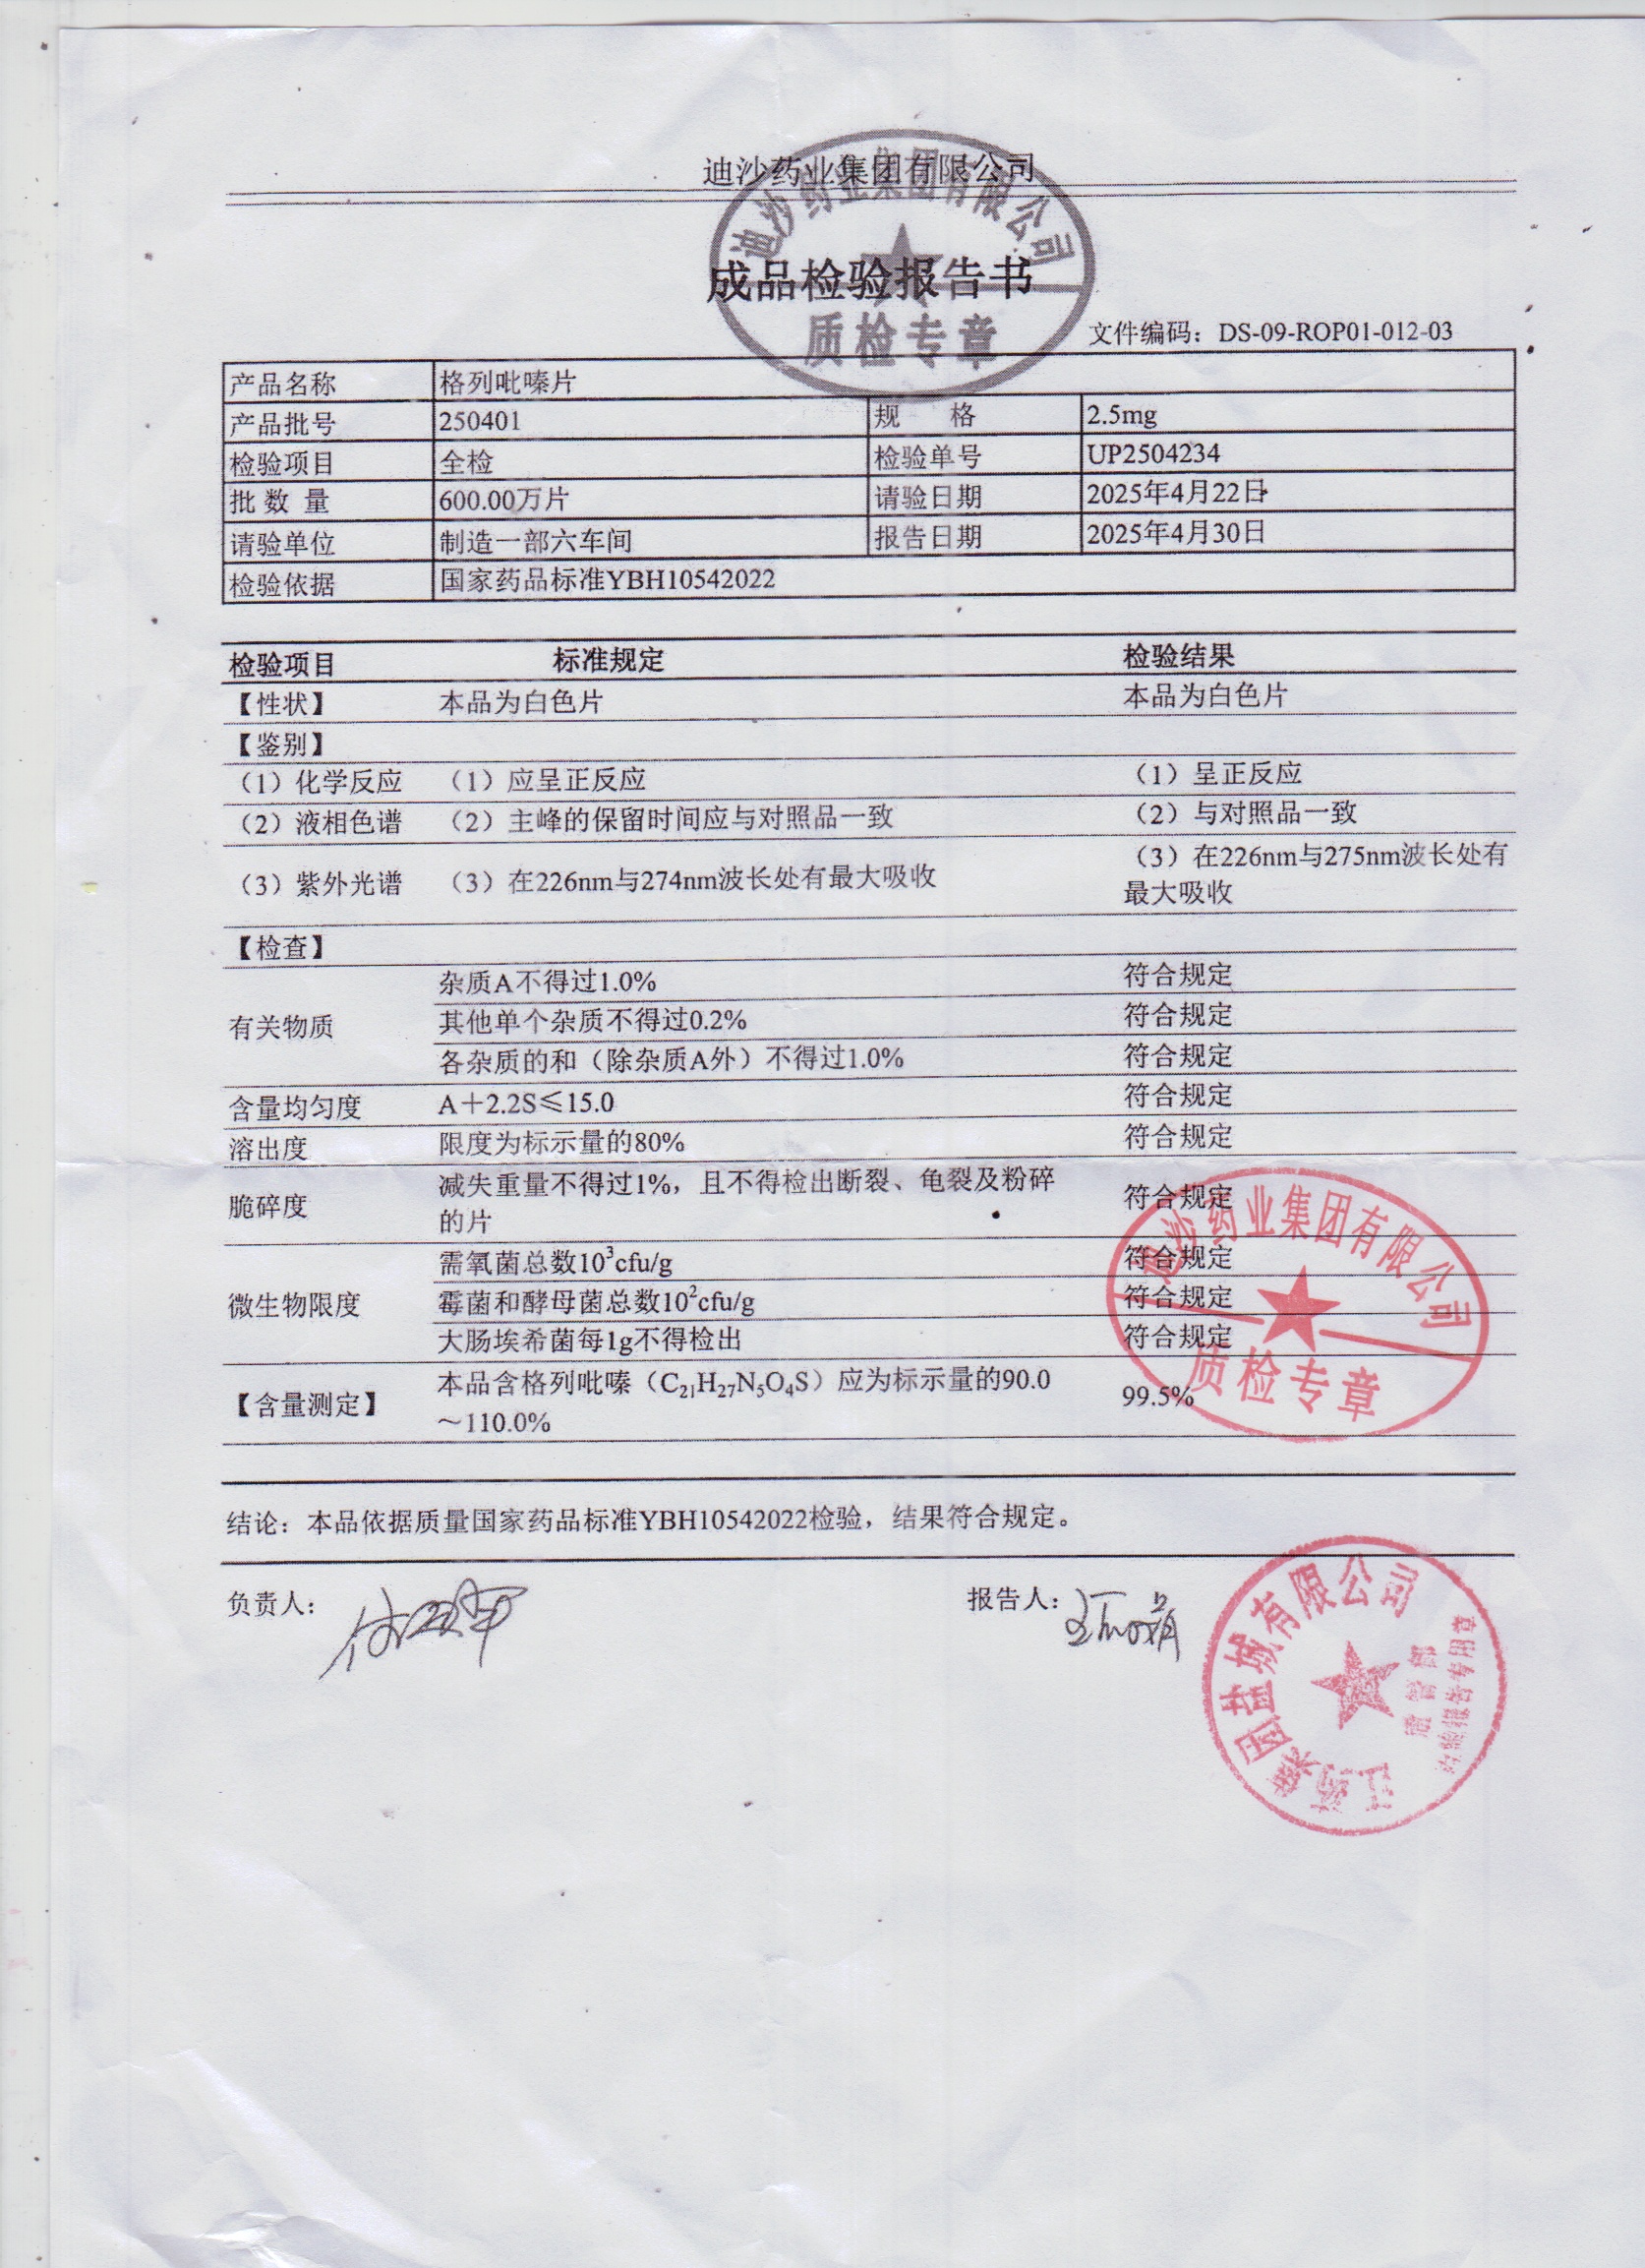 迪沙药业集团有限公司
迪沙药业集团有限公司
成品检验报告书
质检专章
文件编码：DS-09-ROP01-012-03
产品名称 格列吡嗪片
产品批号 250401 规 格 2.5mg
检验项目 全检 检验单号 UP2504234
批 数 量 600.00万片 请验日期 2025年4月22日
请验单位 制造一部六车间 报告日期 2025年4月30日
检验依据 国家药品标准YBH10542022
检验项目 标准规定 检验结果
【性状】 本品为白色片 本品为白色片
【鉴别】
（1）化学反应 （1）应呈正反应 （1）呈正反应
（2）液相色谱 （2）主峰的保留时间应与对照品一致 （2）与对照品一致
（3）紫外光谱 （3）在226nm与274nm波长处有最大吸收 （3）在226nm与275nm波长处有
最大吸收
【检查】
有关物质 杂质A不得过1.0% 符合规定
其他单个杂质不得过0.2% 符合规定
各杂质的和（除杂质A外）不得过1.0% 符合规定
含量均匀度 A＋2.2S≤15.0 符合规定
溶出度 限度为标示量的80% 符合规定
脆碎度 减失重量不得过1%，且不得检出断裂、龟裂及粉碎 符合规定
的片
微生物限度 需氧菌总数10³cfu/g 符合规定
霉菌和酵母菌总数10²cfu/g 符合规定
大肠埃希菌每1g不得检出 符合规定
【含量测定】 本品含格列吡嗪（C₂₁H₂₇N₅O₄S）应为标示量的90.0 99.5%
～110.0%
迪沙药业集团有限公司
质检专章
结论：本品依据质量国家药品标准YBH10542022检验，结果符合规定。
负责人： 报告人：
江药集团盐城有限公司